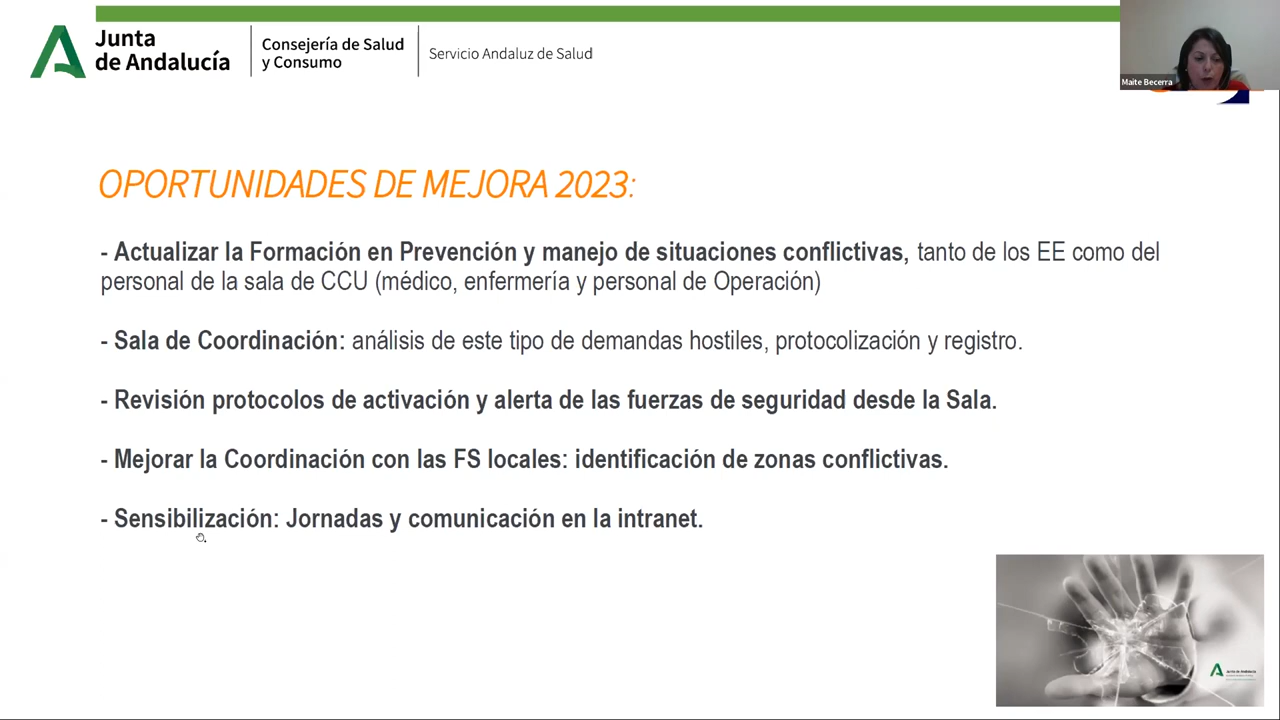 Junta
de Andalucía
Consejería de Salud
y Consumo
Servicio Andaluz de Salud
Maite Becerra
OPORTUNIDADES DE MEJORA 2023:
- Actualizar la Formación en Prevención y manejo de situaciones conflictivas, tanto de los EE como del
personal de la sala de CCU (médico, enfermería y personal de Operación)
- Sala de Coordinación: análisis de este tipo de demandas hostiles, protocolización y registro.
- Revisión protocolos de activación y alerta de las fuerzas de seguridad desde la Sala.
- Mejorar la Coordinación con las FS locales: identificación de zonas conflictivas.
- Sensibilización: Jornadas y comunicación en la intranet.
Junta de Andalucía